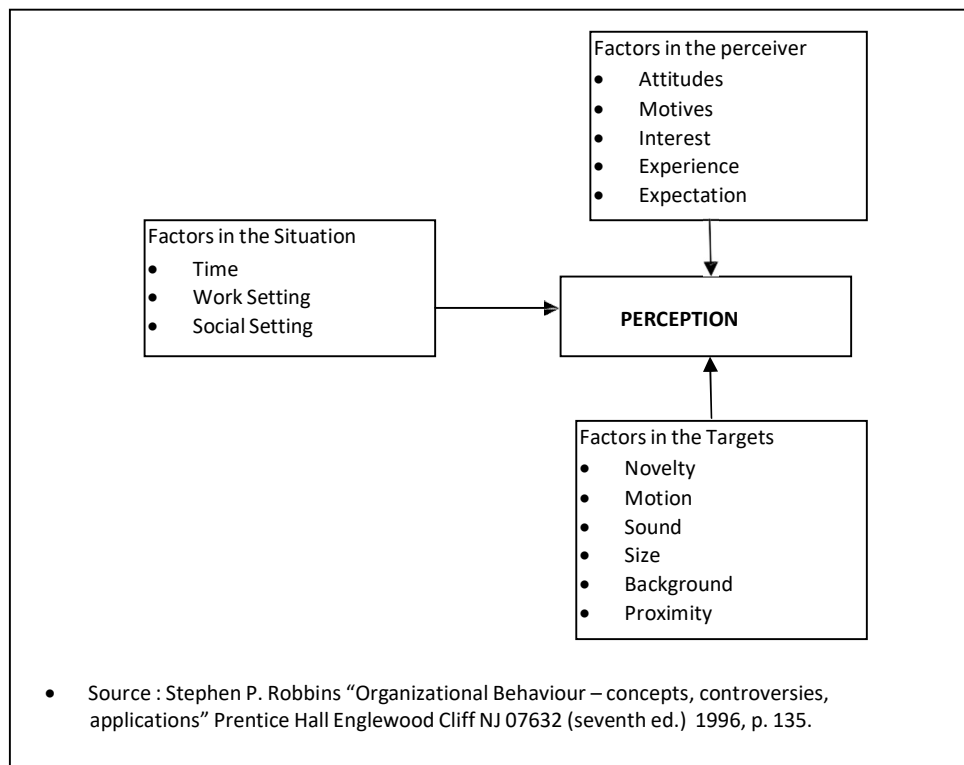 Factors in the perceiver
• Attitudes
• Motives
• Interest
• Experience
• Expectation
Factors in the Situation
• Time
• Work Setting
• Social Setting
PERCEPTION
Factors in the Targets
• Novelty
• Motion
• Sound
• Size
• Background
• Proximity
• Source : Stephen P. Robbins “Organizational Behaviour – concepts, controversies,
applications” Prentice Hall Englewood Cliff NJ 07632 (seventh ed.) 1996, p. 135.